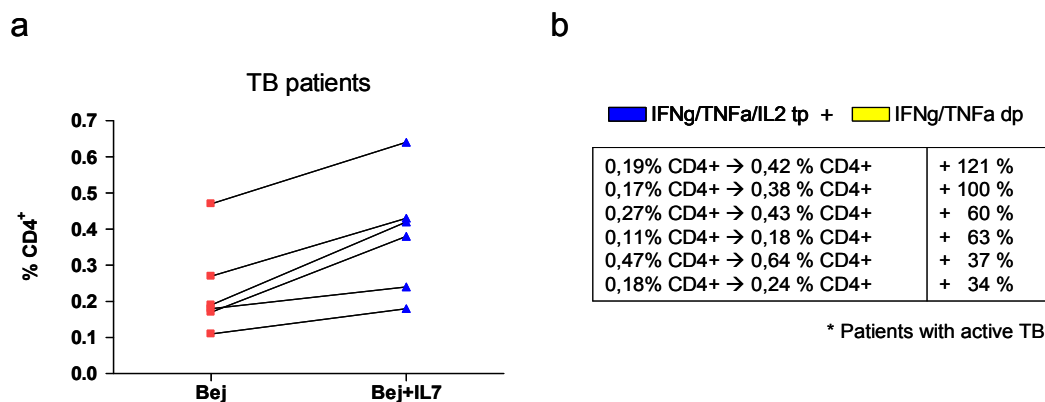 a
TB patients
% CD4+
0.7
0.6
0.5
0.4
0.3
0.2
0.1
0.0
Bej
Bej+IL7
b
IFNg/TNFa/IL2 tp + IFNg/TNFa dp
0,19% CD4+ → 0,42 % CD4+ + 121 %
0,17% CD4+ → 0,38 % CD4+ + 100 %
0,27% CD4+ → 0,43 % CD4+ + 60 %
0,11% CD4+ → 0,18 % CD4+ + 63 %
0,47% CD4+ → 0,64 % CD4+ + 37 %
0,18% CD4+ → 0,24 % CD4+ + 34 %
* Patients with active TB